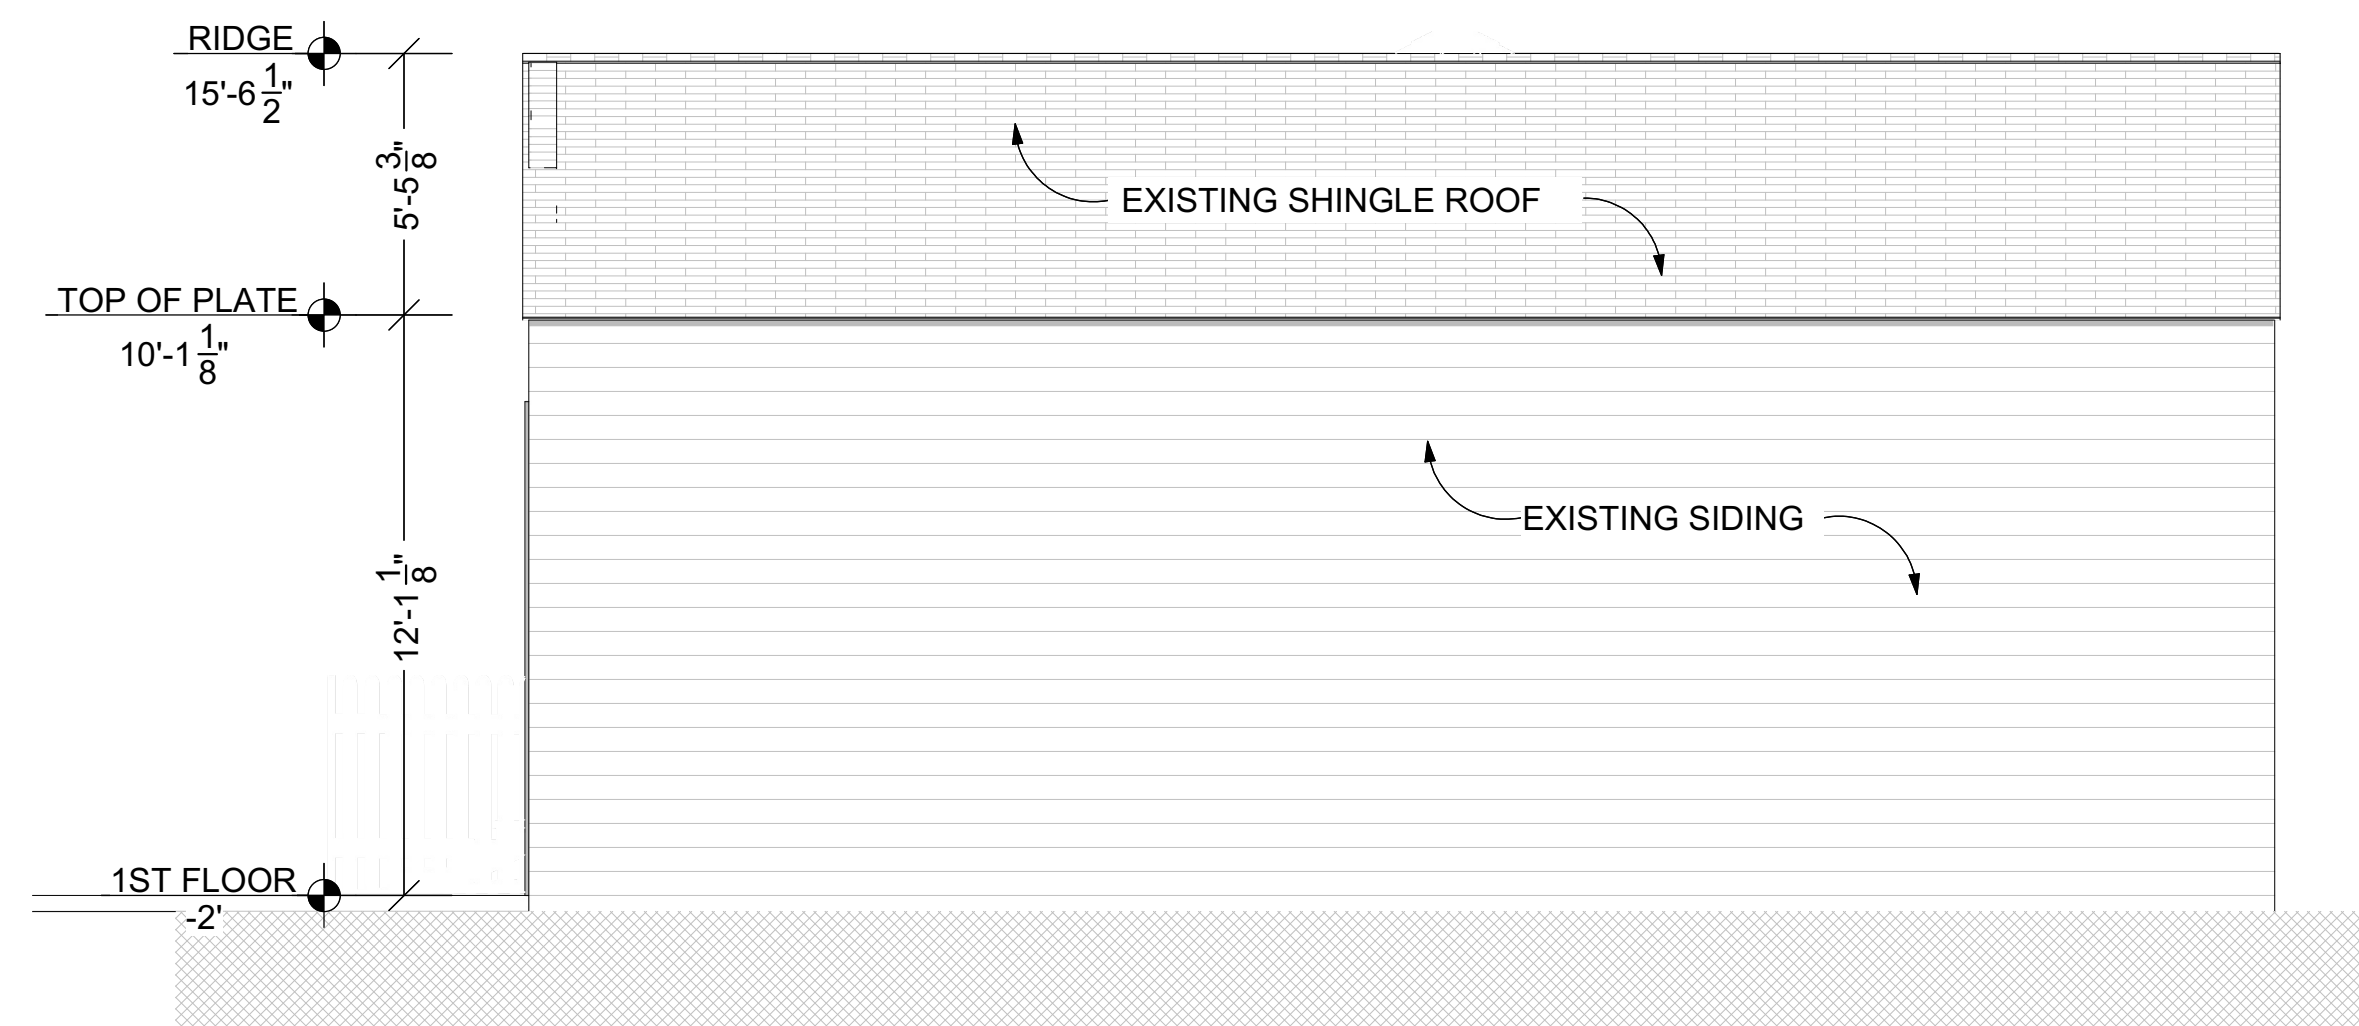 RIDGE
15'-6 1/2"
5'-5 3/8"
EXISTING SHINGLE ROOF
TOP OF PLATE
10'-1 1/8"
EXISTING SIDING
12'-1 1/8"
1ST FLOOR
-2'